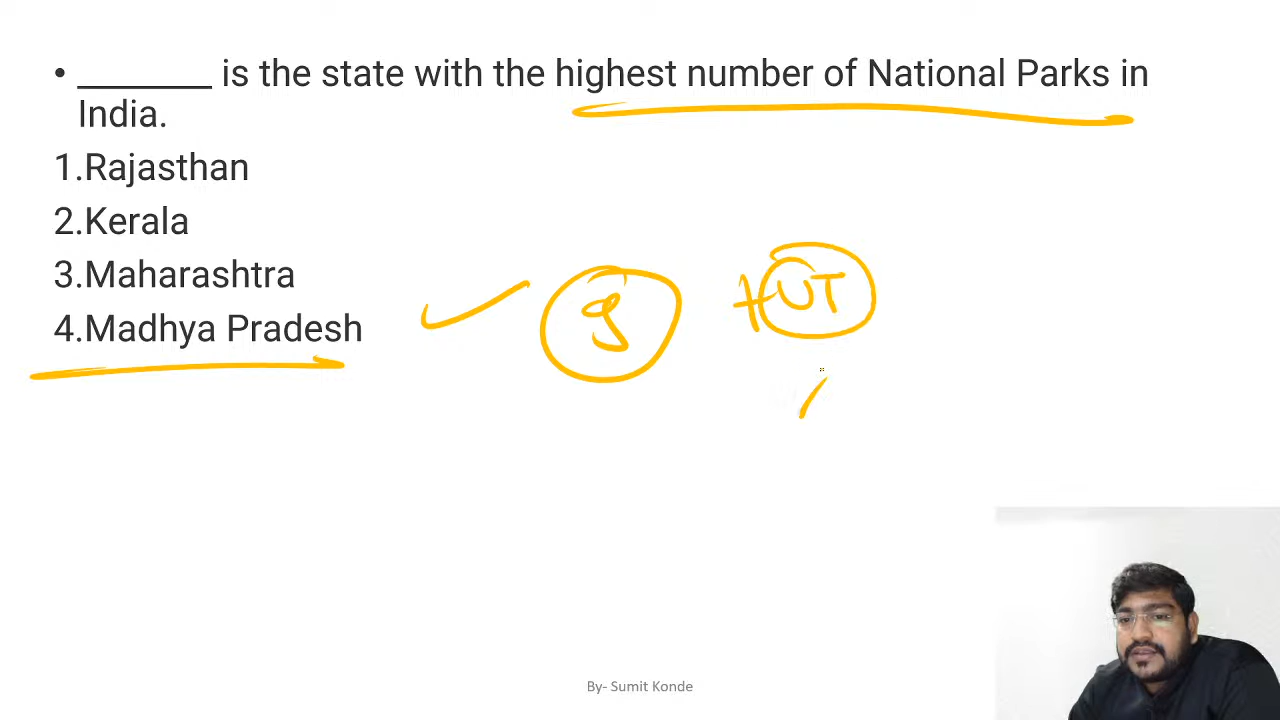 • _______ is the state with the highest number of National Parks in
India.
1.Rajasthan
2.Kerala
3.Maharashtra
4.Madhya Pradesh
UT
By- Sumit Konde